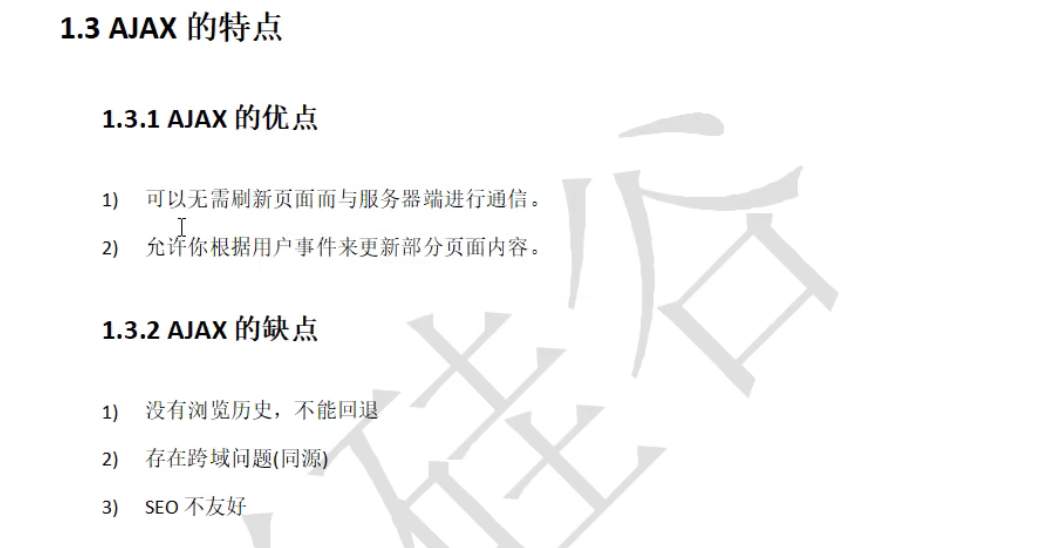 1.3 AJAX 的特点
1.3.1 AJAX 的优点
1) 可以无需刷新页面而与服务器端进行通信。
2) 允许你根据用户事件来更新部分页面内容。
1.3.2 AJAX 的缺点
1) 没有浏览历史，不能回退
2) 存在跨域问题(同源)
3) SEO 不友好
硅谷